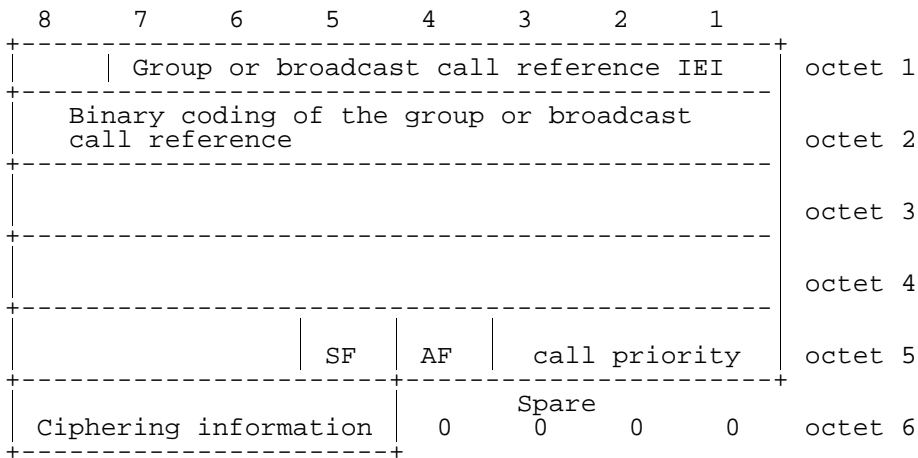 8 7 6 5 4 3 2 1
Group or broadcast call reference IEI octet 1
Binary coding of the group or broadcast
call reference octet 2
octet 3
octet 4
SF AF call priority octet 5
Spare
Ciphering information 0 0 0 0 octet 6